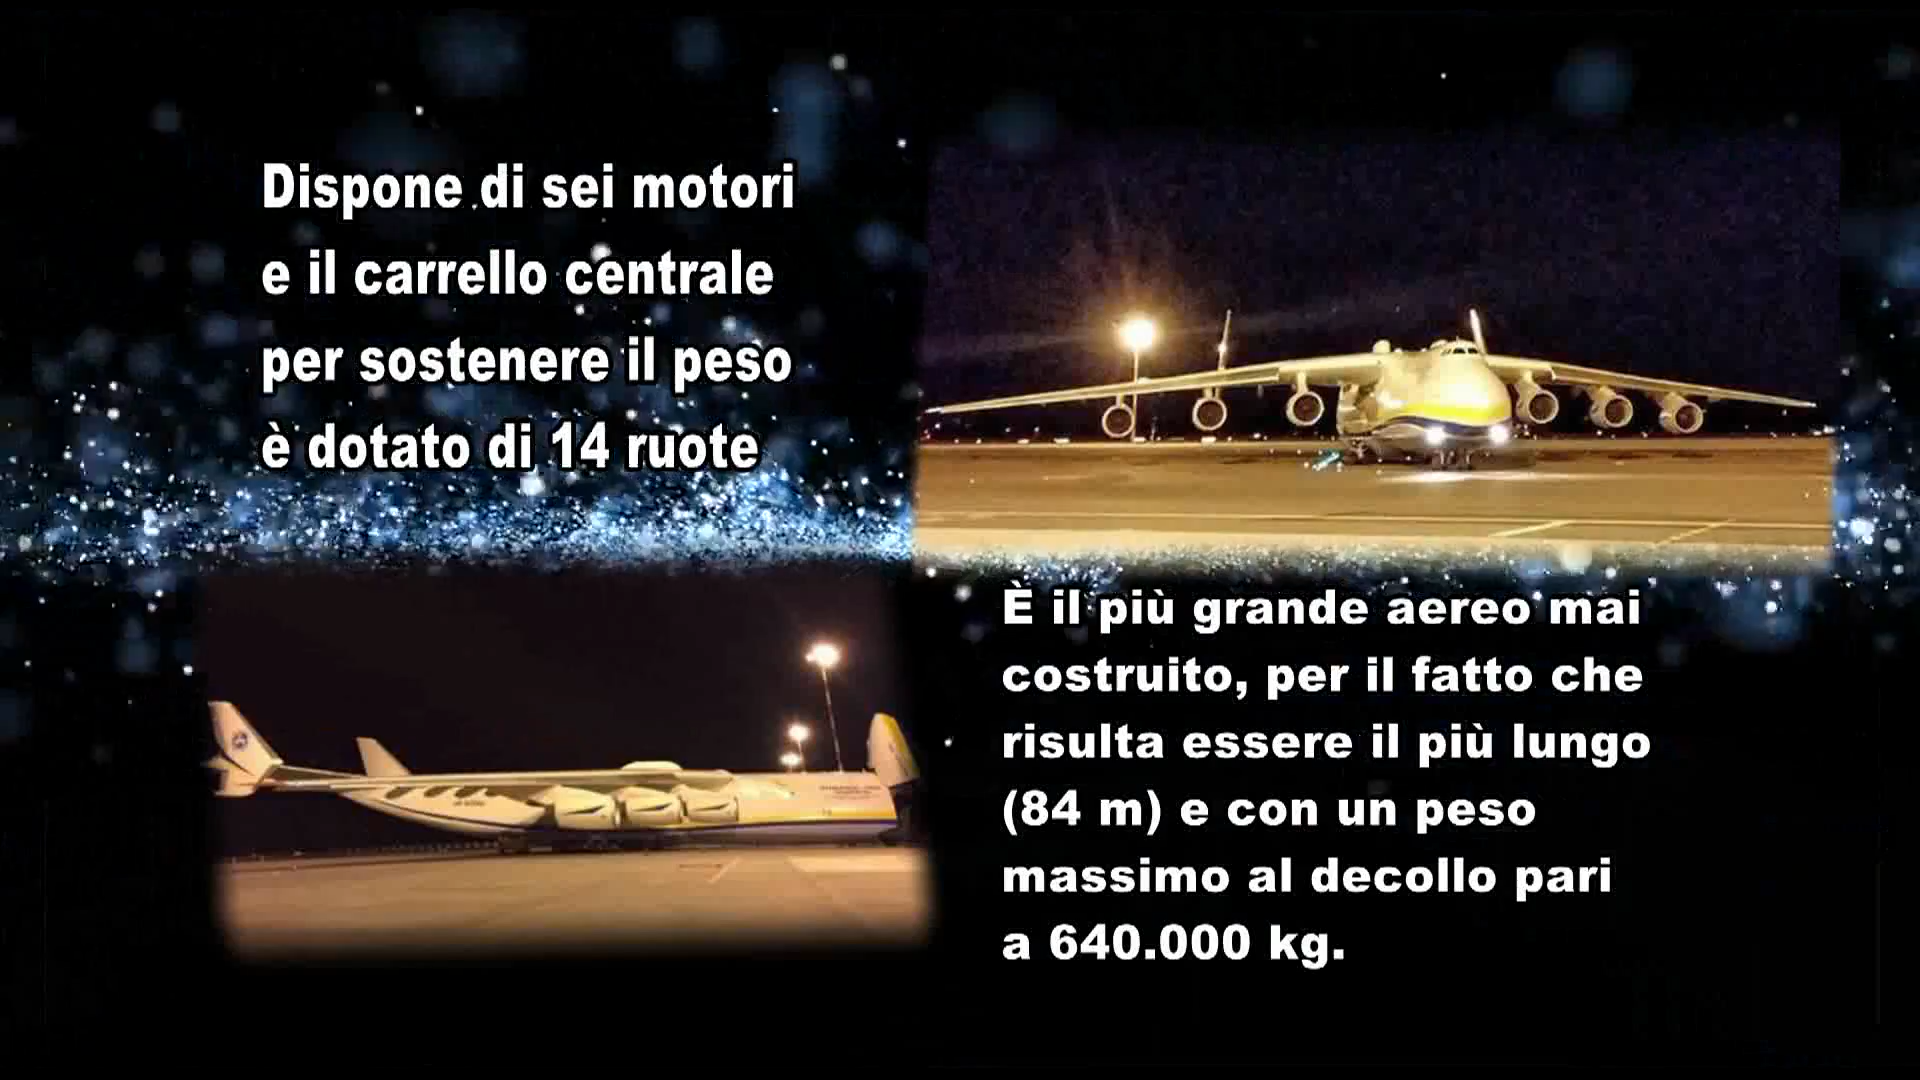 Dispone di sei motori
e il carrello centrale
per sostenere il peso
è dotato di 14 ruote
È il più grande aereo mai
costruito, per il fatto che
risulta essere il più lungo
(84 m) e con un peso
massimo al decollo pari
a 640.000 kg.